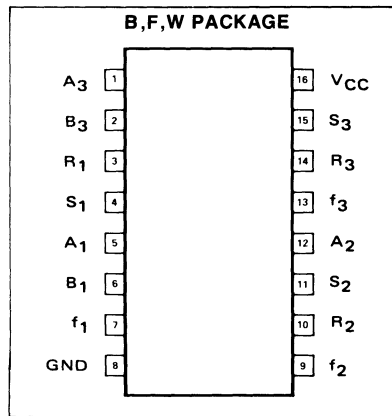 B,F,W PACKAGE
A3 1 16 VCC
B3 2 15 S3
R1 3 14 R3
S1 4 13 f3
A1 5 12 A2
B1 6 11 S2
f1 7 10 R2
GND 8 9 f2